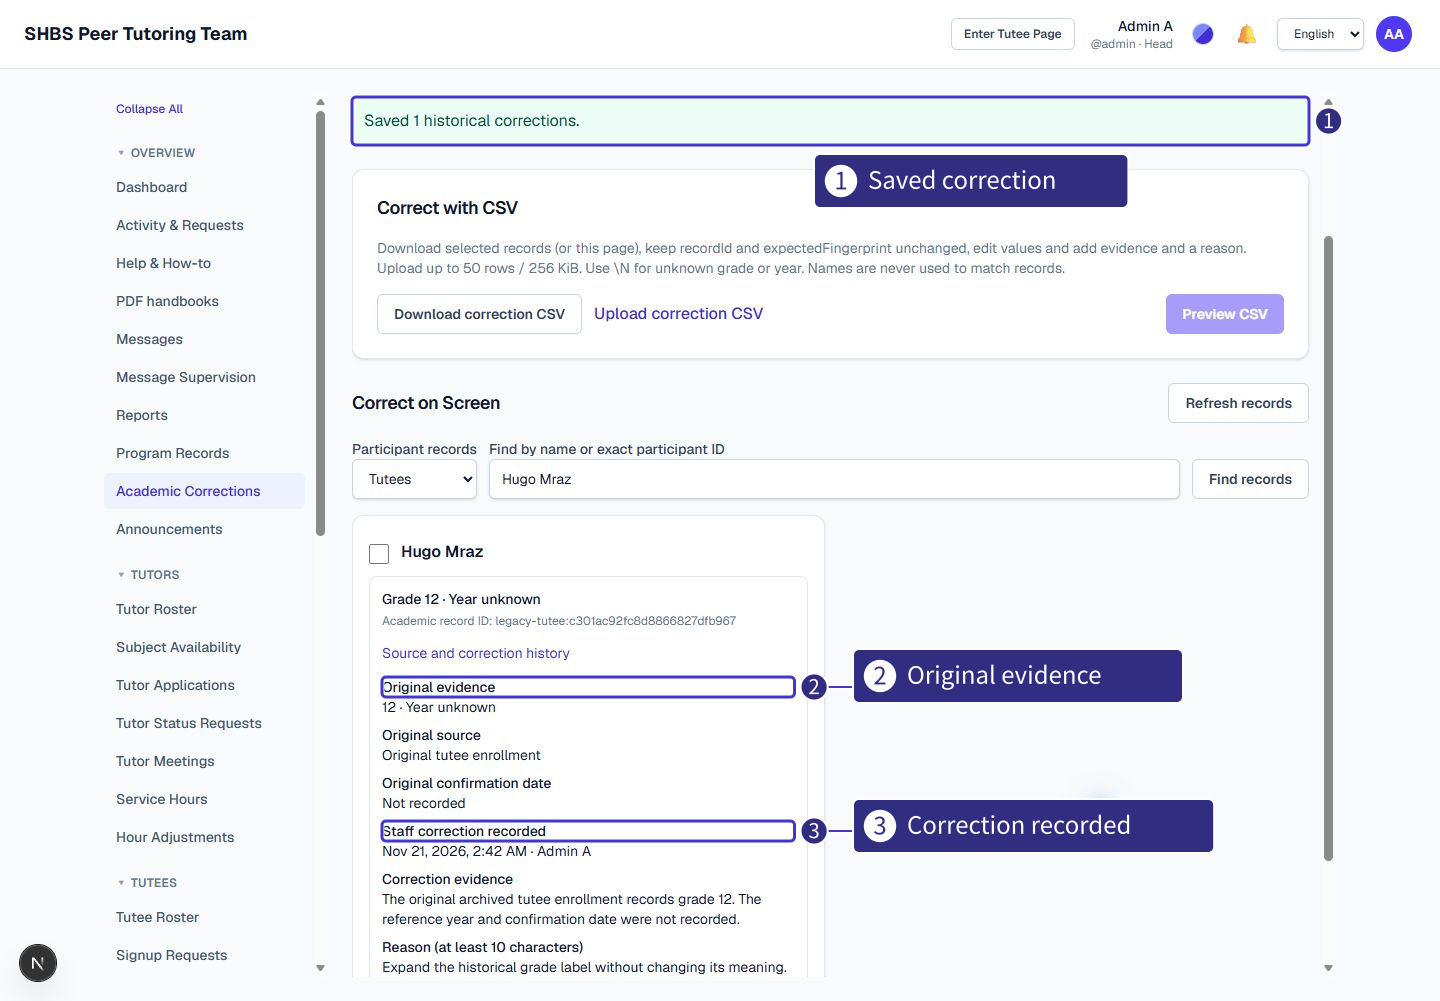 SHBS Peer Tutoring Team
Enter Tutee Page
Admin A
@admin · Head
English
AA
Collapse All
OVERVIEW
Dashboard
Activity & Requests
Help & How-to
PDF handbooks
Messages
Message Supervision
Reports
Program Records
Academic Corrections
Announcements
TUTORS
Tutor Roster
Subject Availability
Tutor Applications
Tutor Status Requests
Tutor Meetings
Service Hours
Hour Adjustments
TUTEES
Tutee Roster
Signup Requests
N
Saved 1 historical corrections.
1
1 Saved correction
Correct with CSV
Download selected records (or this page), keep recordId and expectedFingerprint unchanged, edit values and add evidence and a reason.
Upload up to 50 rows / 256 KiB. Use \N for unknown grade or year. Names are never used to match records.
Download correction CSV
Upload correction CSV
Preview CSV
Correct on Screen
Refresh records
Participant records
Find by name or exact participant ID
Tutees
Hugo Mraz
Find records
Hugo Mraz
Grade 12 · Year unknown
Academic record ID: legacy-tutee:c301ac92fc8d8866827dfb967
Source and correction history
Original evidence
2
2 Original evidence
12 · Year unknown
Original source
Original tutee enrollment
Original confirmation date
Not recorded
Staff correction recorded
3
3 Correction recorded
Nov 21, 2026, 2:42 AM · Admin A
Correction evidence
The original archived tutee enrollment records grade 12. The
reference year and confirmation date were not recorded.
Reason (at least 10 characters)
Expand the historical grade label without changing its meaning.